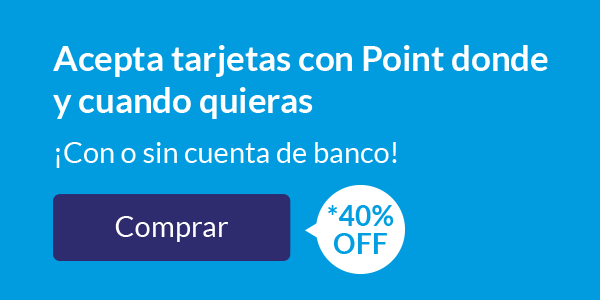 Acepta tarjetas con Point donde
y cuando quieras
¡Con o sin cuenta de banco!
Comprar
*40%
OFF